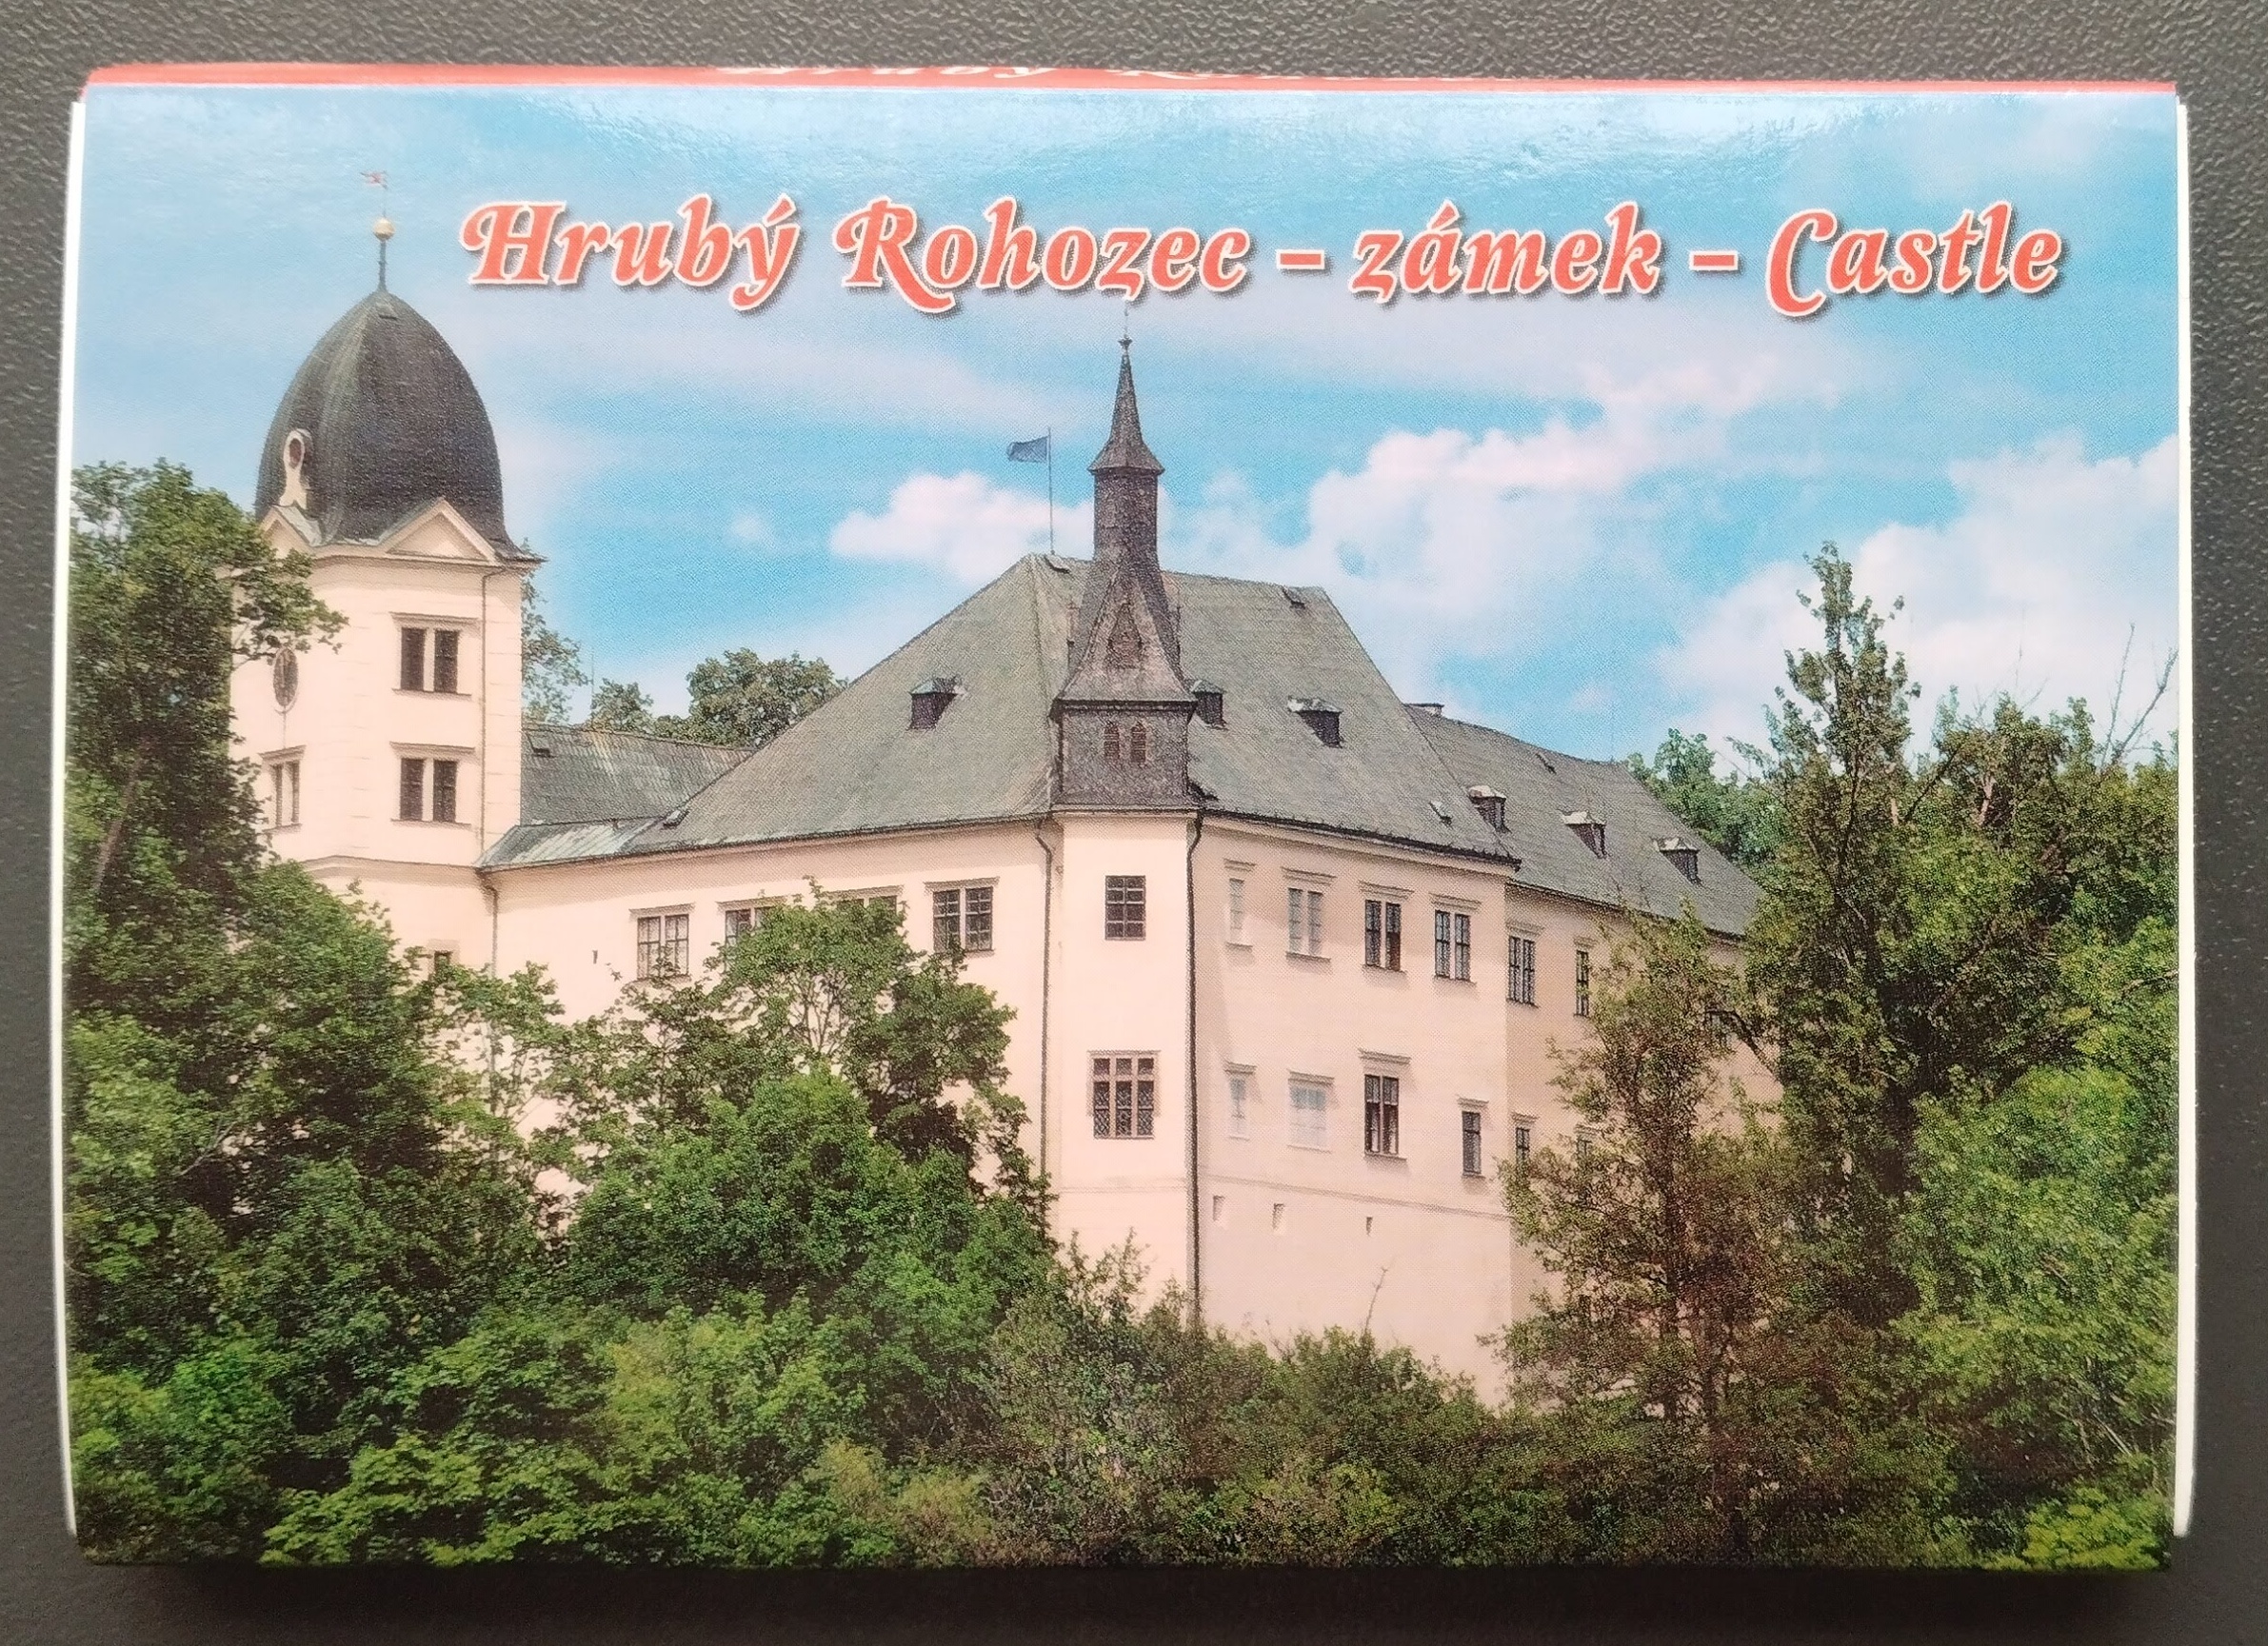 Hrubý Rohozec – zámek – Castle